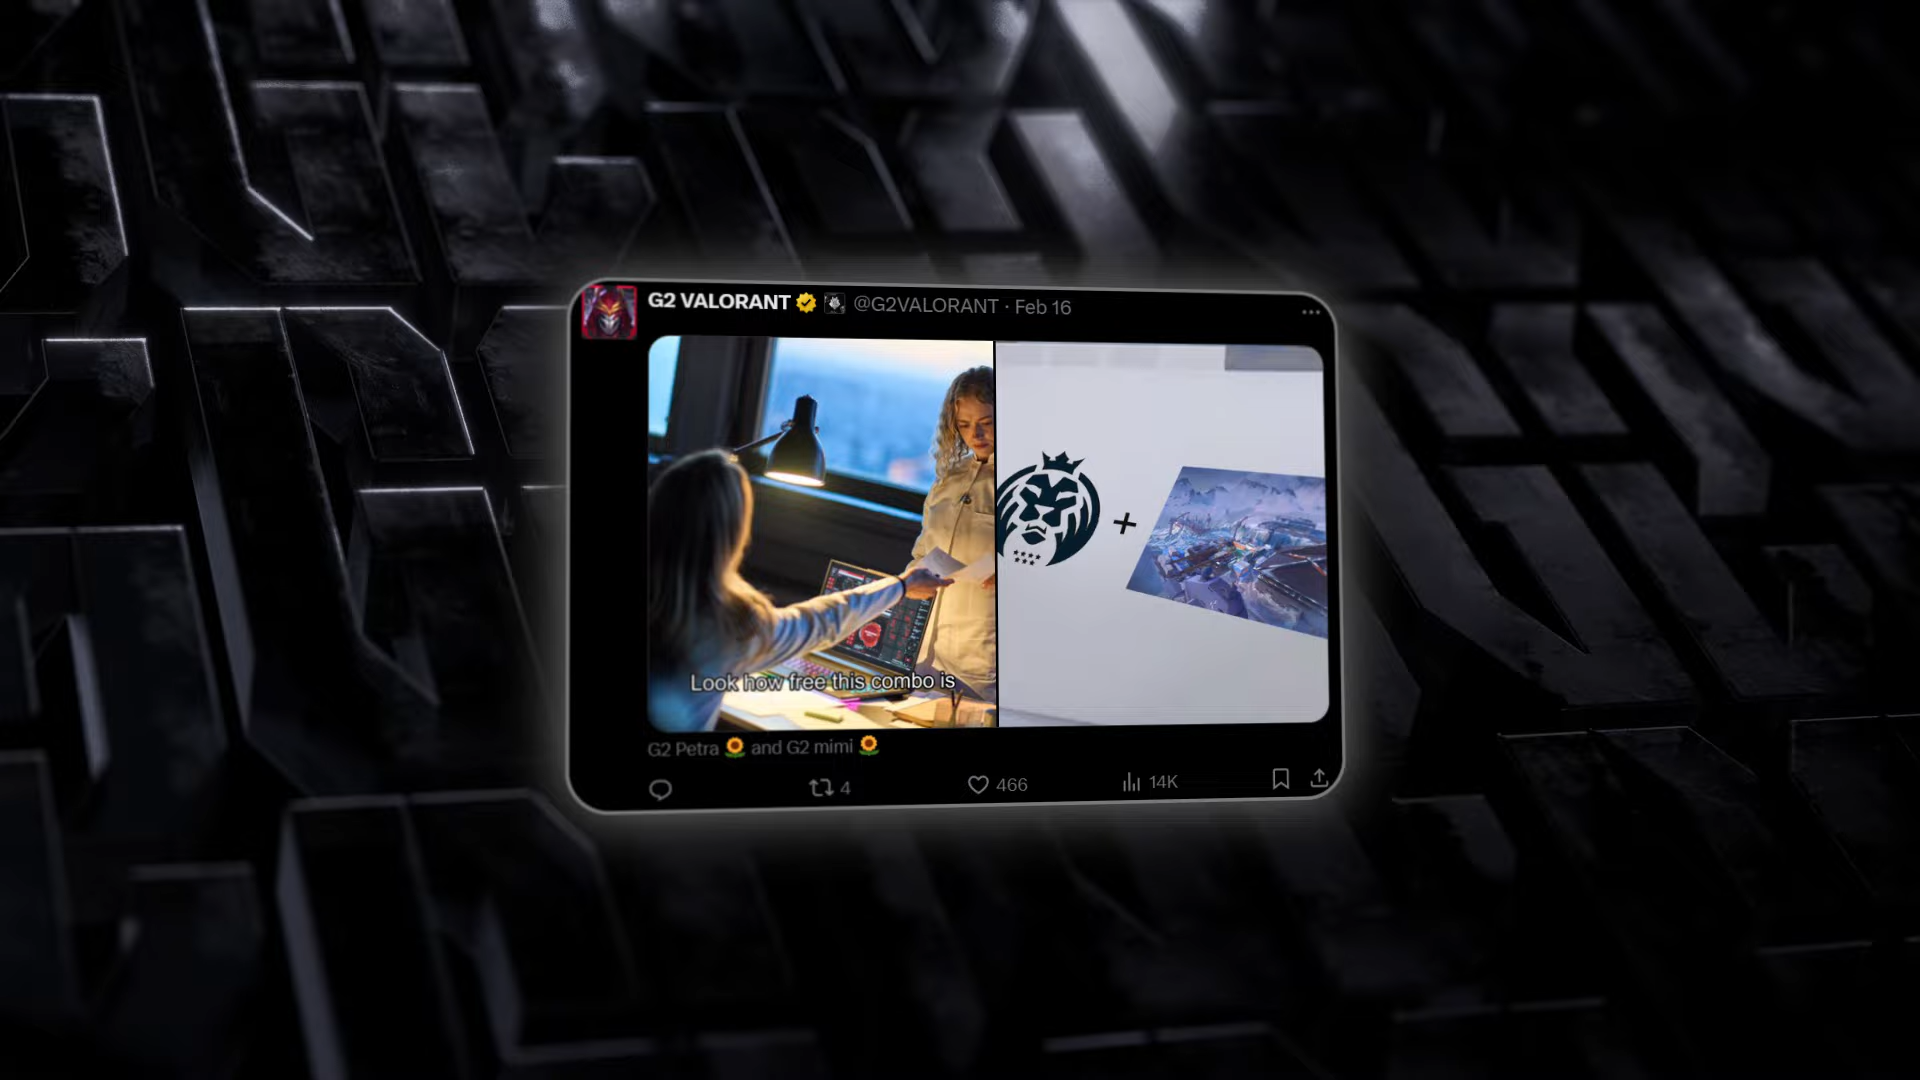 G2 VALORANT @G2VALORANT · Feb 16
Look how free this combo is
+
G2 Petra 🌻 and G2 mimi 🌻
4 466 14K